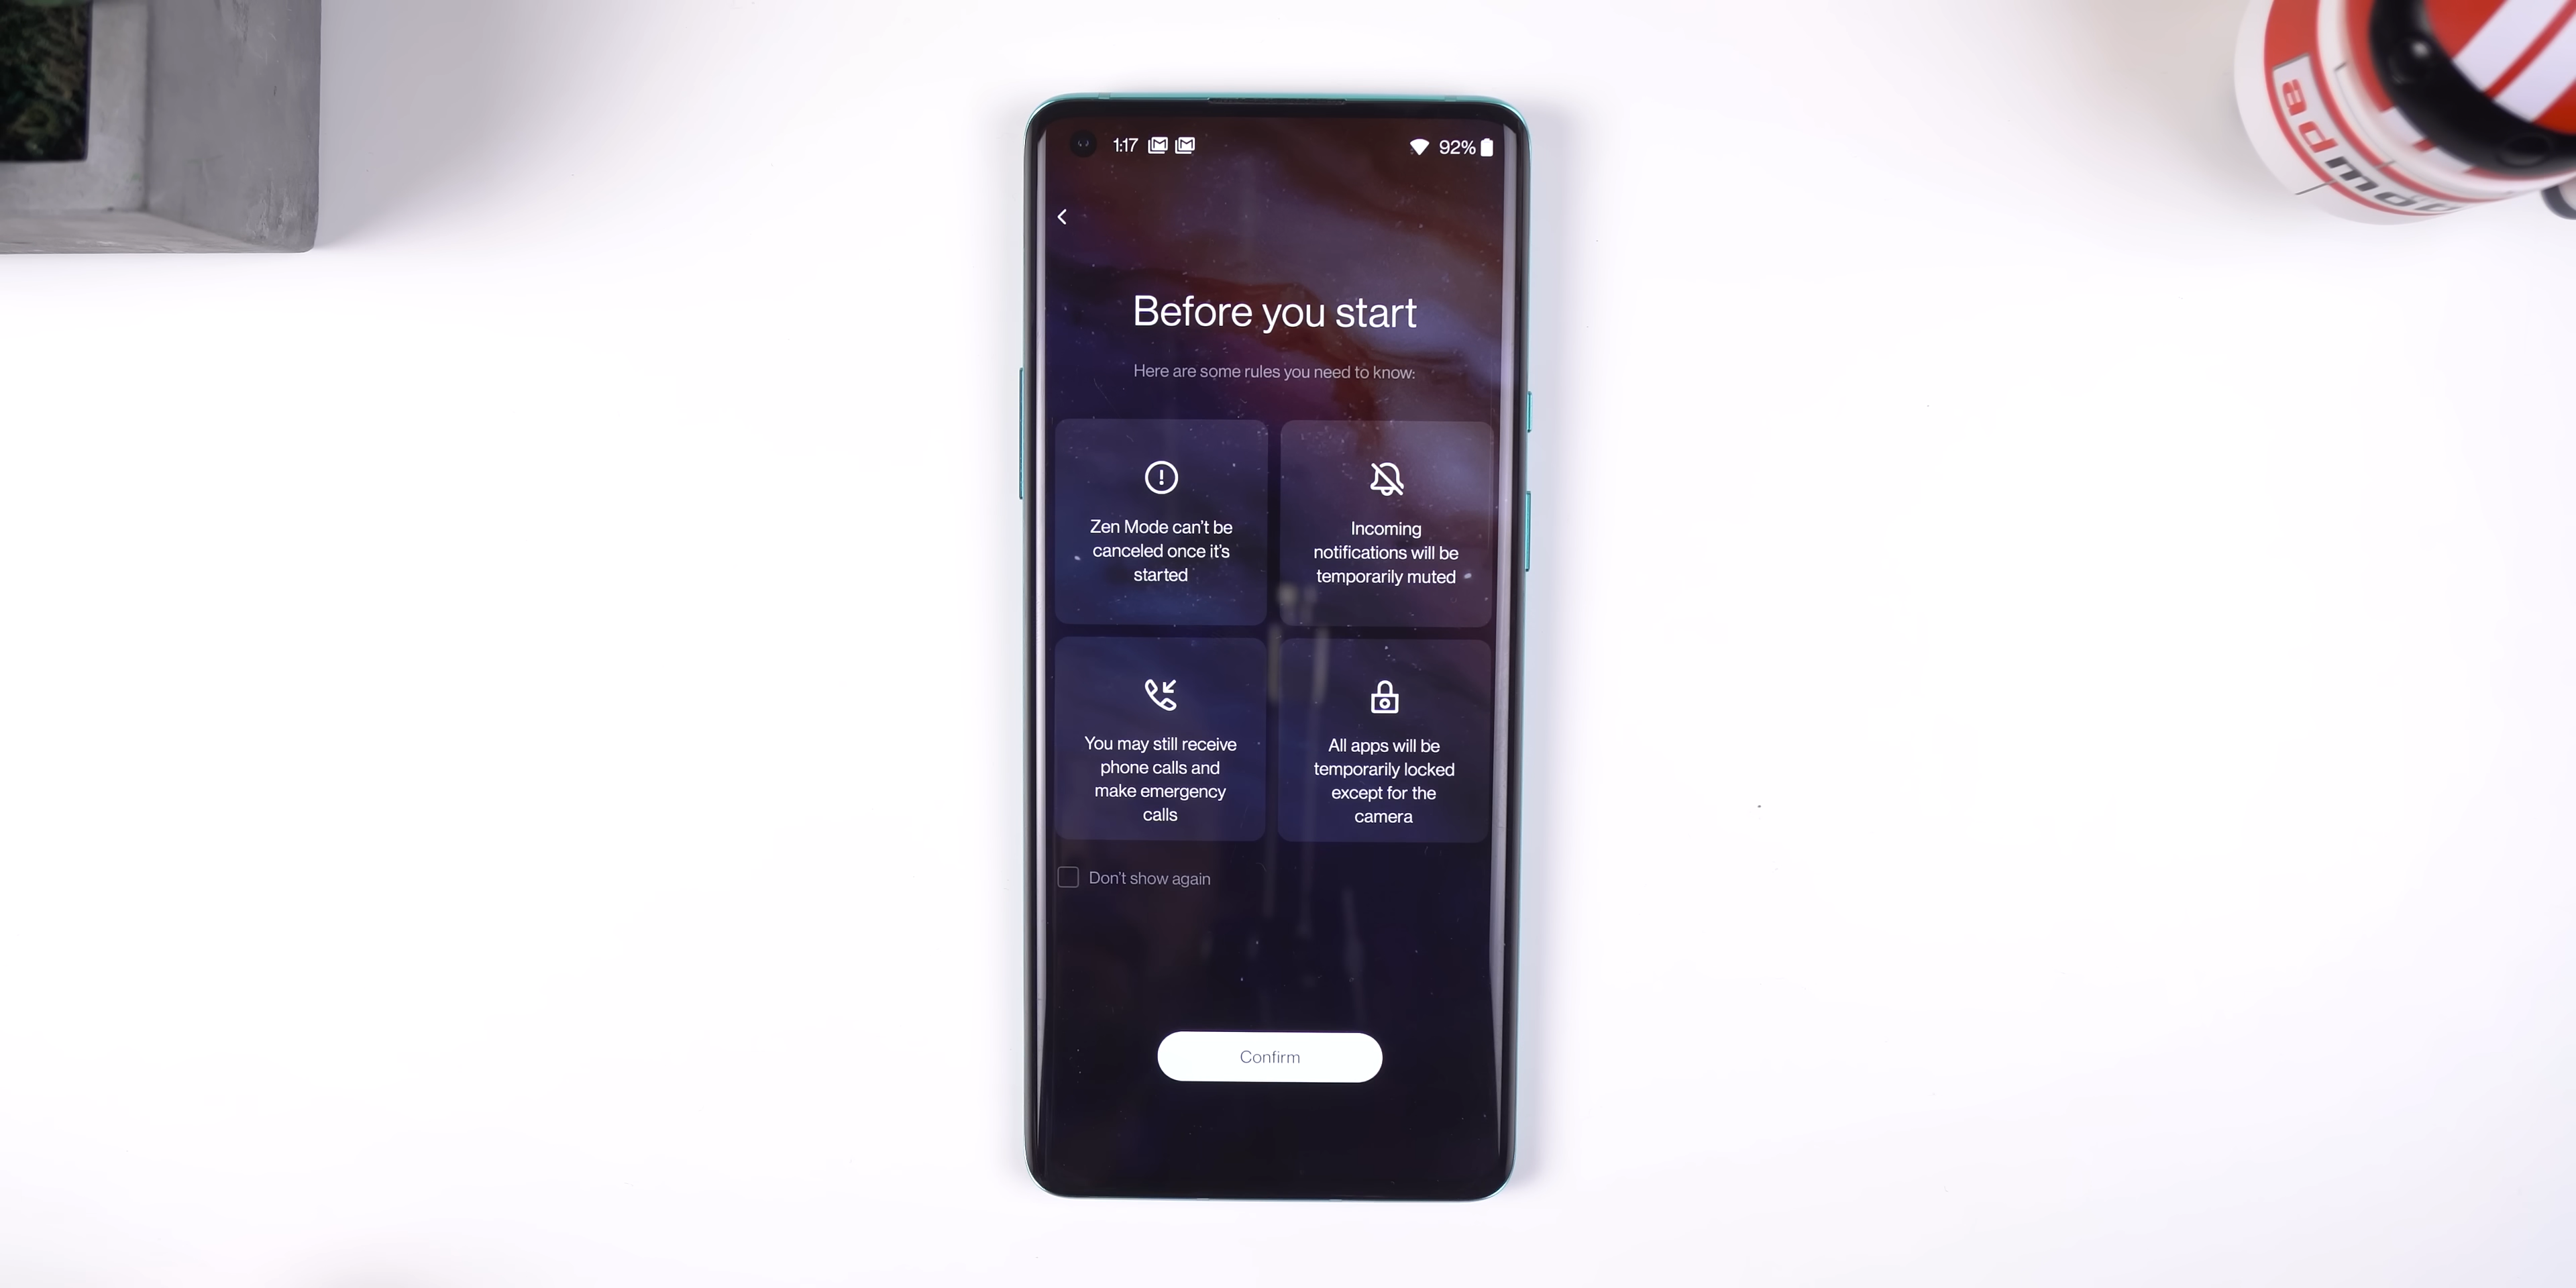 1:17
92%
Before you start
Here are some rules you need to know:
Zen Mode can't be
canceled once it's
started
Incoming
notifications will be
temporarily muted
You may still receive
phone calls and
make emergency
calls
All apps will be
temporarily locked
except for the
camera
Don't show again
Confirm